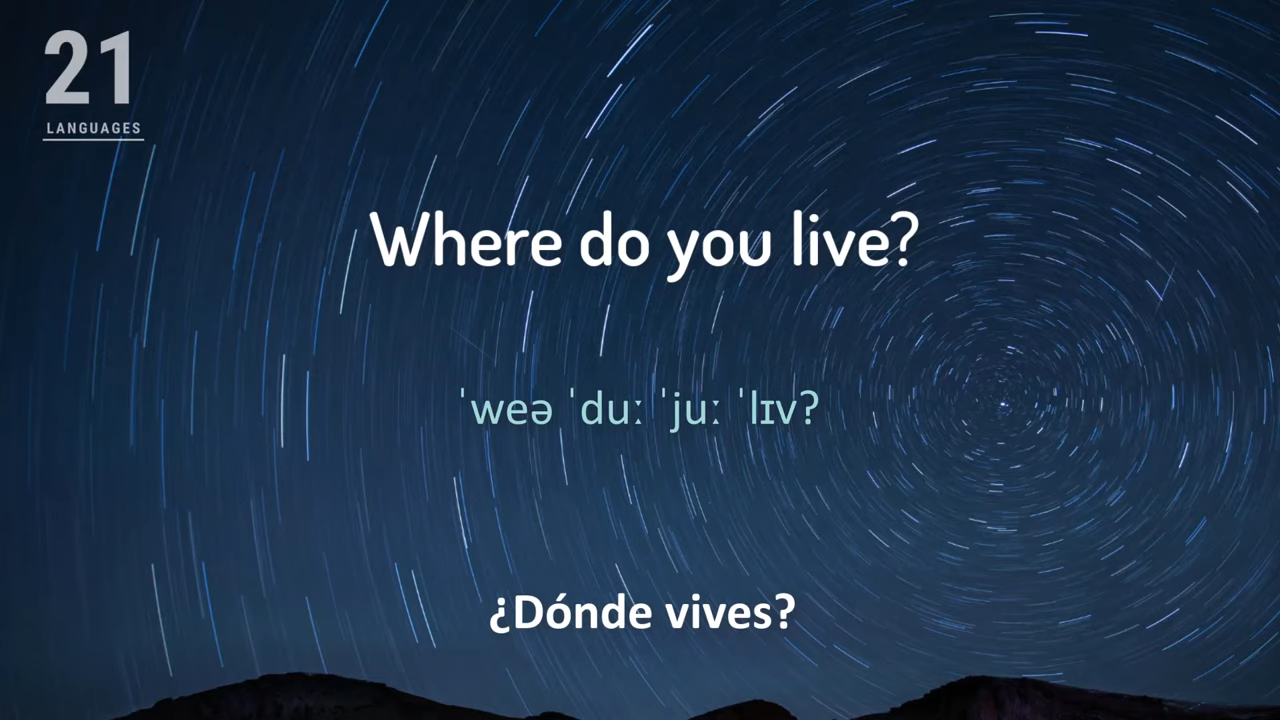 21
LANGUAGES
Where do you live?
ˈweə ˈduː ˈjuː ˈlɪv?
¿Dónde vives?